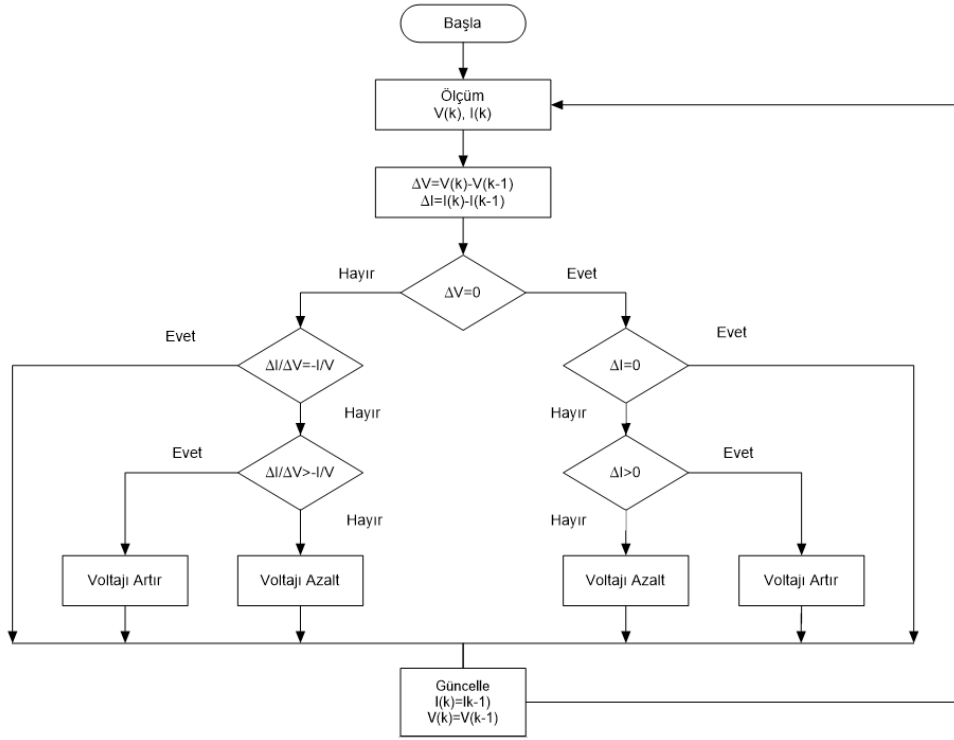 Başla
Ölçüm
V(k), I(k)
ΔV=V(k)-V(k-1)
ΔI=I(k)-I(k-1)
Hayır
Evet
ΔV=0
Evet
Evet
ΔI/ΔV=-I/V
ΔI=0
Hayır
Hayır
Evet
Evet
ΔI/ΔV>-I/V
ΔI>0
Hayır
Hayır
Voltajı Artır
Voltajı Azalt
Voltajı Azalt
Voltajı Artır
Güncelle
I(k)=Ik-1)
V(k)=V(k-1)